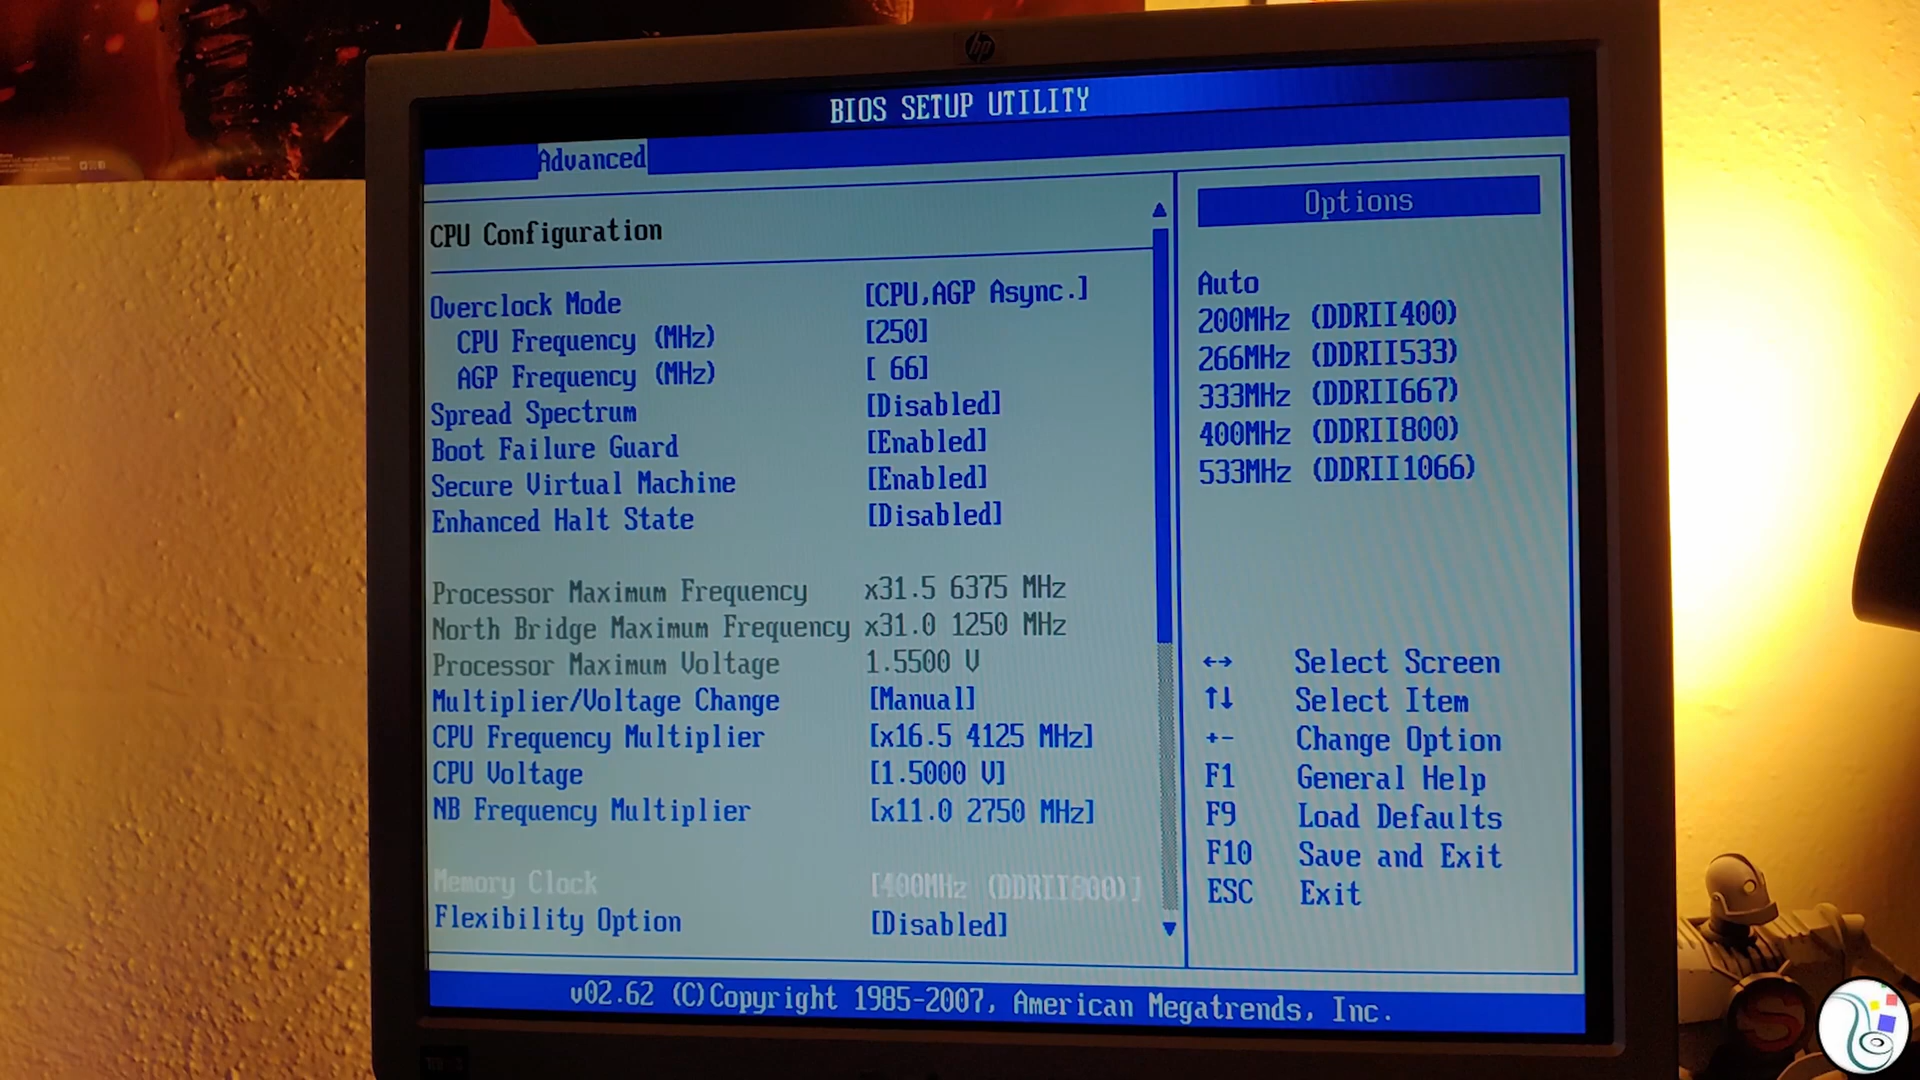 hp
BIOS SETUP UTILITY
Advanced
CPU Configuration
Overclock Mode [CPU,AGP Async.]
CPU Frequency (MHz) [250]
AGP Frequency (MHz) [ 66]
Spread Spectrum [Disabled]
Boot Failure Guard [Enabled]
Secure Virtual Machine [Enabled]
Enhanced Halt State [Disabled]
Processor Maximum Frequency x31.5 6375 MHz
North Bridge Maximum Frequency x31.0 1250 MHz
Processor Maximum Voltage 1.5500 V
Multiplier/Voltage Change [Manual]
CPU Frequency Multiplier [x16.5 4125 MHz]
CPU Voltage [1.5000 V]
NB Frequency Multiplier [x11.0 2750 MHz]
Memory Clock [400MHz (DDRII800)]
Flexibility Option [Disabled]
Options
Auto
200MHz (DDRII400)
266MHz (DDRII533)
333MHz (DDRII667)
400MHz (DDRII800)
533MHz (DDRII1066)
↔ Select Screen
↑↓ Select Item
+- Change Option
F1 General Help
F9 Load Defaults
F10 Save and Exit
ESC Exit
v02.62 (C)Copyright 1985-2007, American Megatrends, Inc.